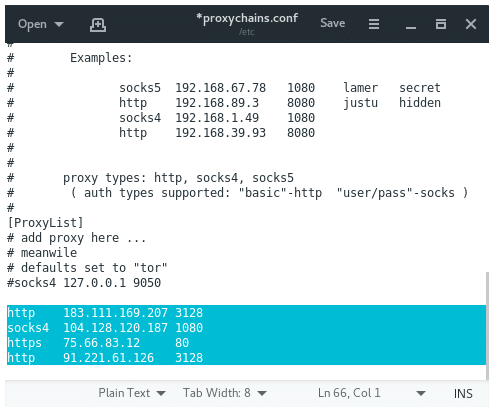 Open
*proxychains.conf
/etc
Save
#
#        Examples:
#
#               socks5  192.168.67.78   1080    lamer   secret
#               http    192.168.89.3    8080    justu   hidden
#               socks4  192.168.1.49    1080
#               http    192.168.39.93   8080
#
#
#       proxy types: http, socks4, socks5
#        ( auth types supported: "basic"-http  "user/pass"-socks )
#
[ProxyList]
# add proxy here ...
# meanwile
# defaults set to "tor"
#socks4 127.0.0.1 9050
http    183.111.169.207 3128
socks4  104.128.120.187 1080
https   75.66.83.12     80
http    91.221.61.126   3128
Plain Text  Tab Width: 8  Ln 66, Col 1  INS